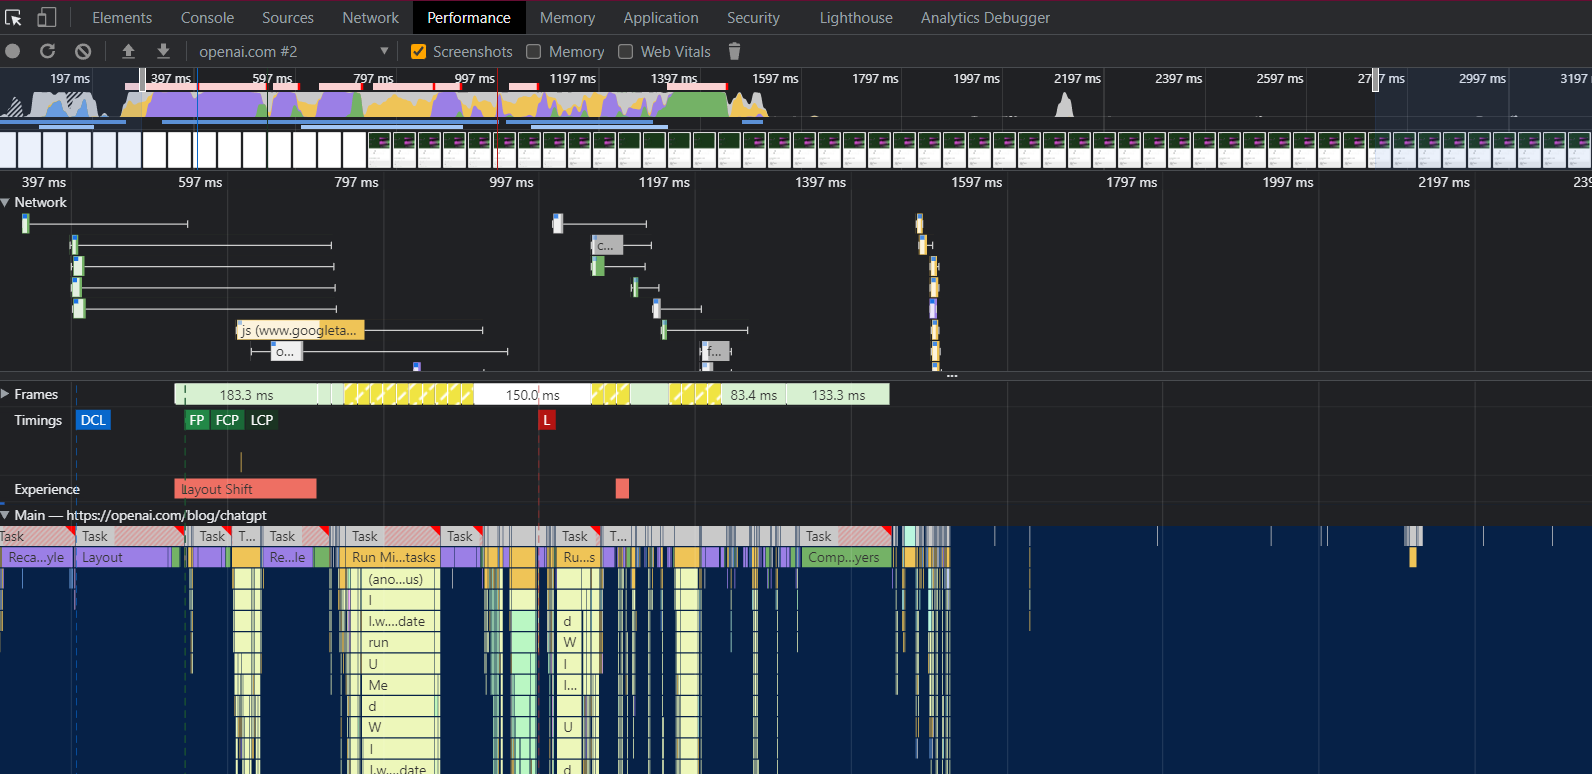 Elements Console Sources Network Performance Memory Application Security Lighthouse Analytics Debugger
openai.com #2 Screenshots Memory Web Vitals
197 ms 397 ms 597 ms 797 ms 997 ms 1197 ms 1397 ms 1597 ms 1797 ms 1997 ms 2197 ms 2397 ms 2597 ms 2997 ms 3197
397 ms 597 ms 797 ms 997 ms 1197 ms 1397 ms 1597 ms 1797 ms 1997 ms 2197 ms 239
Network
c...
js (www.googleta...
o... f...
Frames 183.3 ms 150.0 ms 83.4 ms 133.3 ms
Timings DCL FP FCP LCP L
Experience Layout Shift
Main — https://openai.com/blog/chatgpt
Task Task Task T... Task Task Task Task T... Task
Reca...yle Layout Re...le Run Mi...tasks Ru...s Comp...yers
(ano...us)
l
l.w....date d
run W
U l
Me l...
d
W U
l
l.w....date d